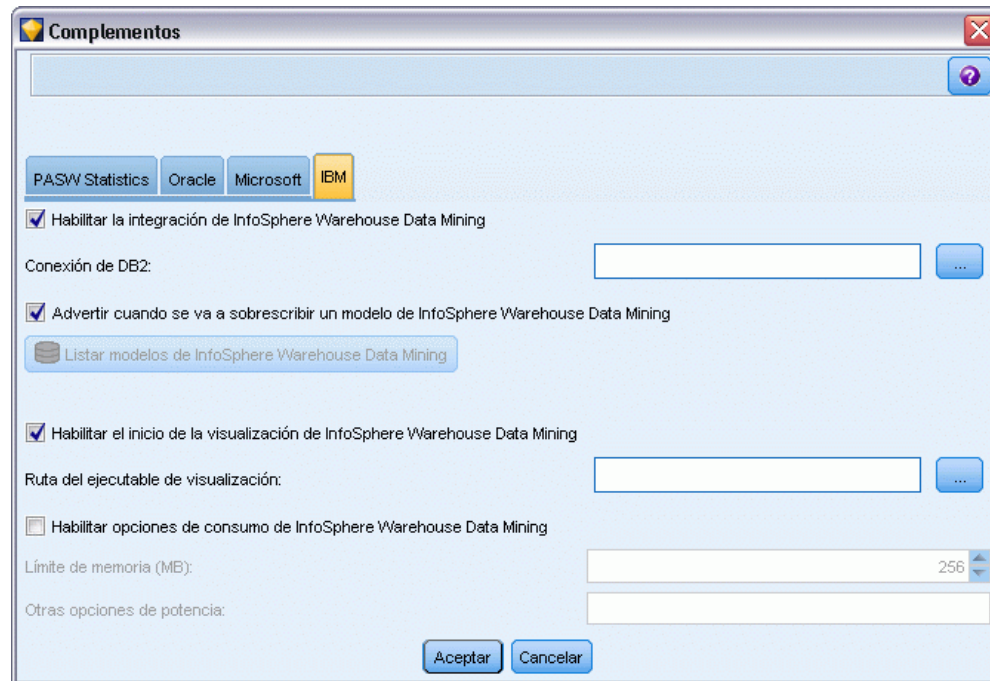 Complementos
?
PASW Statistics Oracle Microsoft IBM
Habilitar la integración de InfoSphere Warehouse Data Mining
Conexión de DB2: ...
Advertir cuando se va a sobrescribir un modelo de InfoSphere Warehouse Data Mining
Listar modelos de InfoSphere Warehouse Data Mining
Habilitar el inicio de la visualización de InfoSphere Warehouse Data Mining
Ruta del ejecutable de visualización: ...
Habilitar opciones de consumo de InfoSphere Warehouse Data Mining
Límite de memoria (MB): 256
Otras opciones de potencia:
Aceptar Cancelar